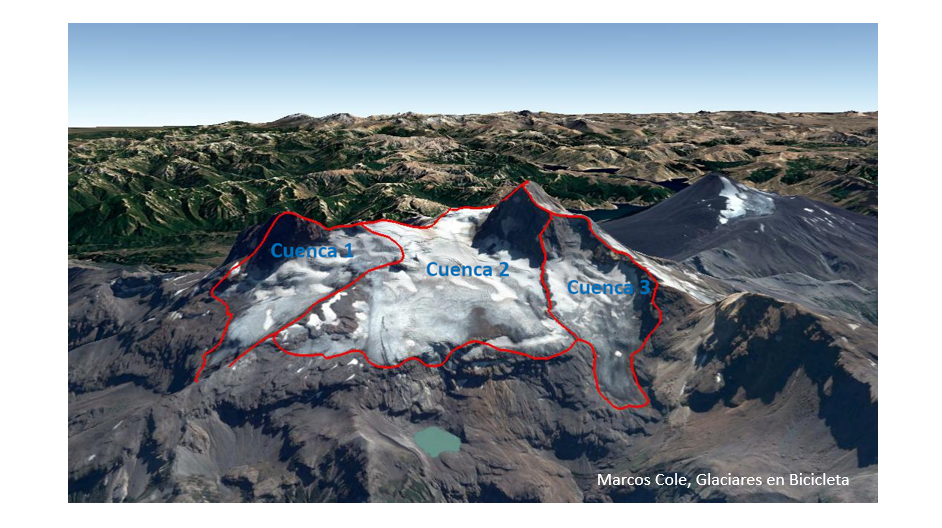 Cuenca 1
Cuenca 2
Cuenca 3
Marcos Cole, Glaciares en Bicicleta